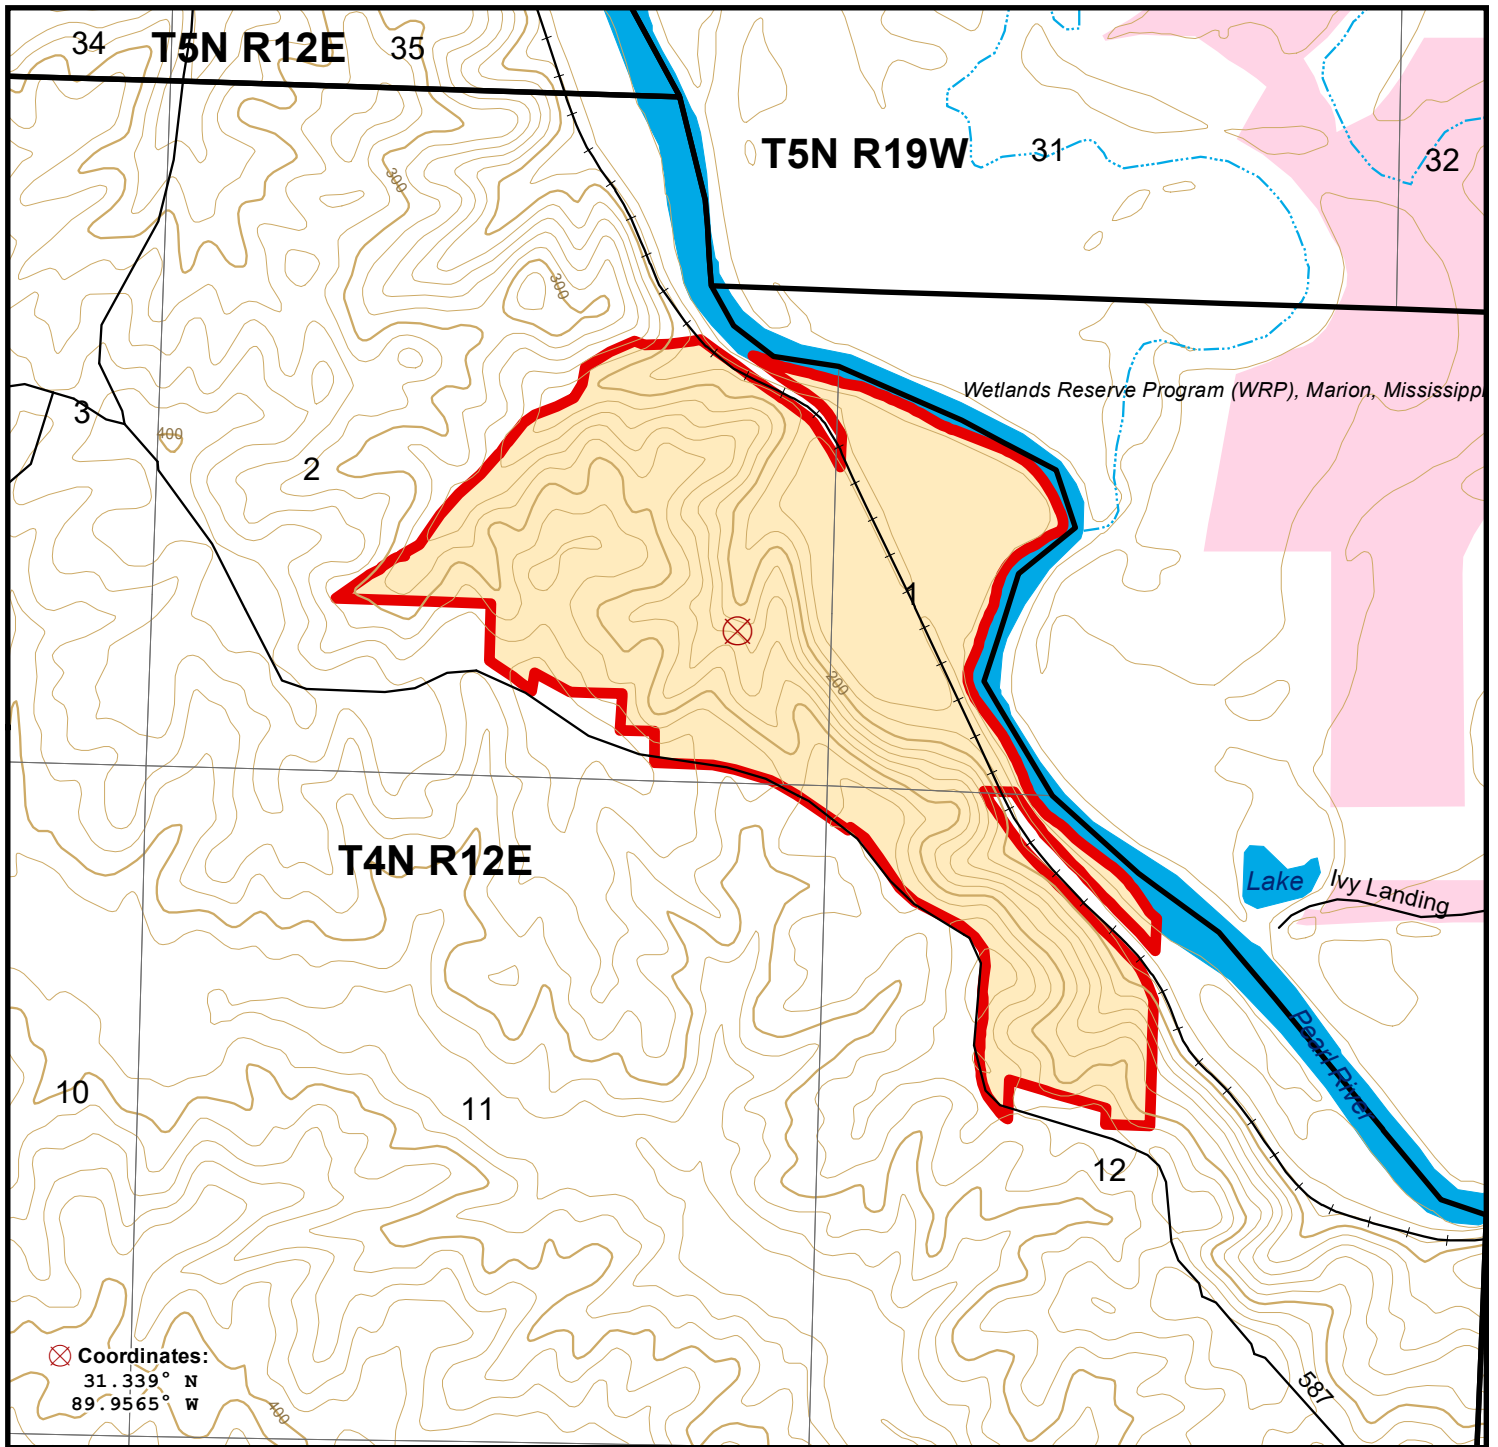 34
T5N R12E
35
T5N R19W
31
32
300
300
Wetlands Reserve Program (WRP), Marion, Mississippi
3
400
2
1
200
T4N R12E
Lake
Ivy Landing
Pearl River
10
11
12
Coordinates:
31.339° N
89.9565° W
400
587